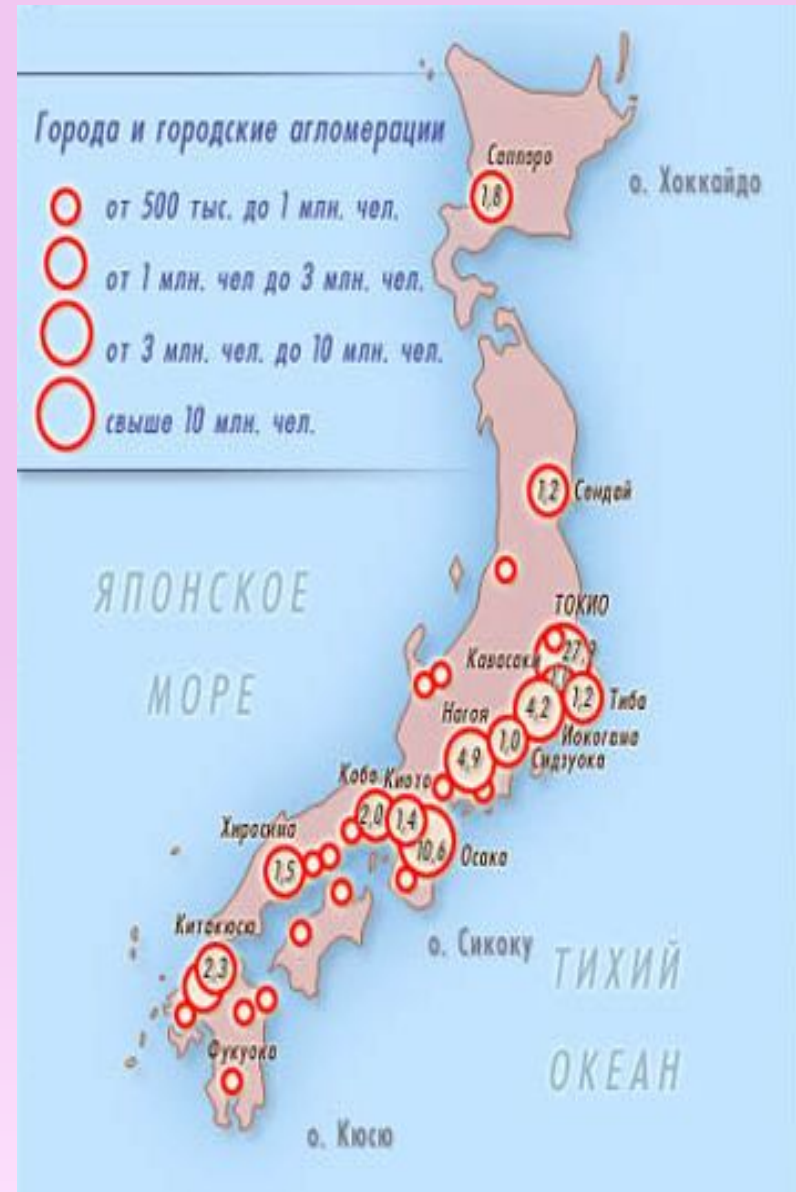 Города и городские агломерации
от 500 тыс. до 1 млн. чел.
от 1 млн. чел до 3 млн. чел.
от 3 млн. чел. до 10 млн. чел.
свыше 10 млн. чел.
Саппоро
1,8
о. Хоккайдо
1,2
Сендай
ЯПОНСКОЕ
МОРЕ
ТОКИО
Кавасаки
4,2
1,2
Тиба
Иокогама
Нагоя
4,9
1,0
Сидзуока
Кобе
Киото
2,0
1,4
10,6
Осака
Хиросима
1,5
Китакюсю
2,3
о. Сикоку
ТИХИЙ
ОКЕАН
Фукуока
о. Кюсю